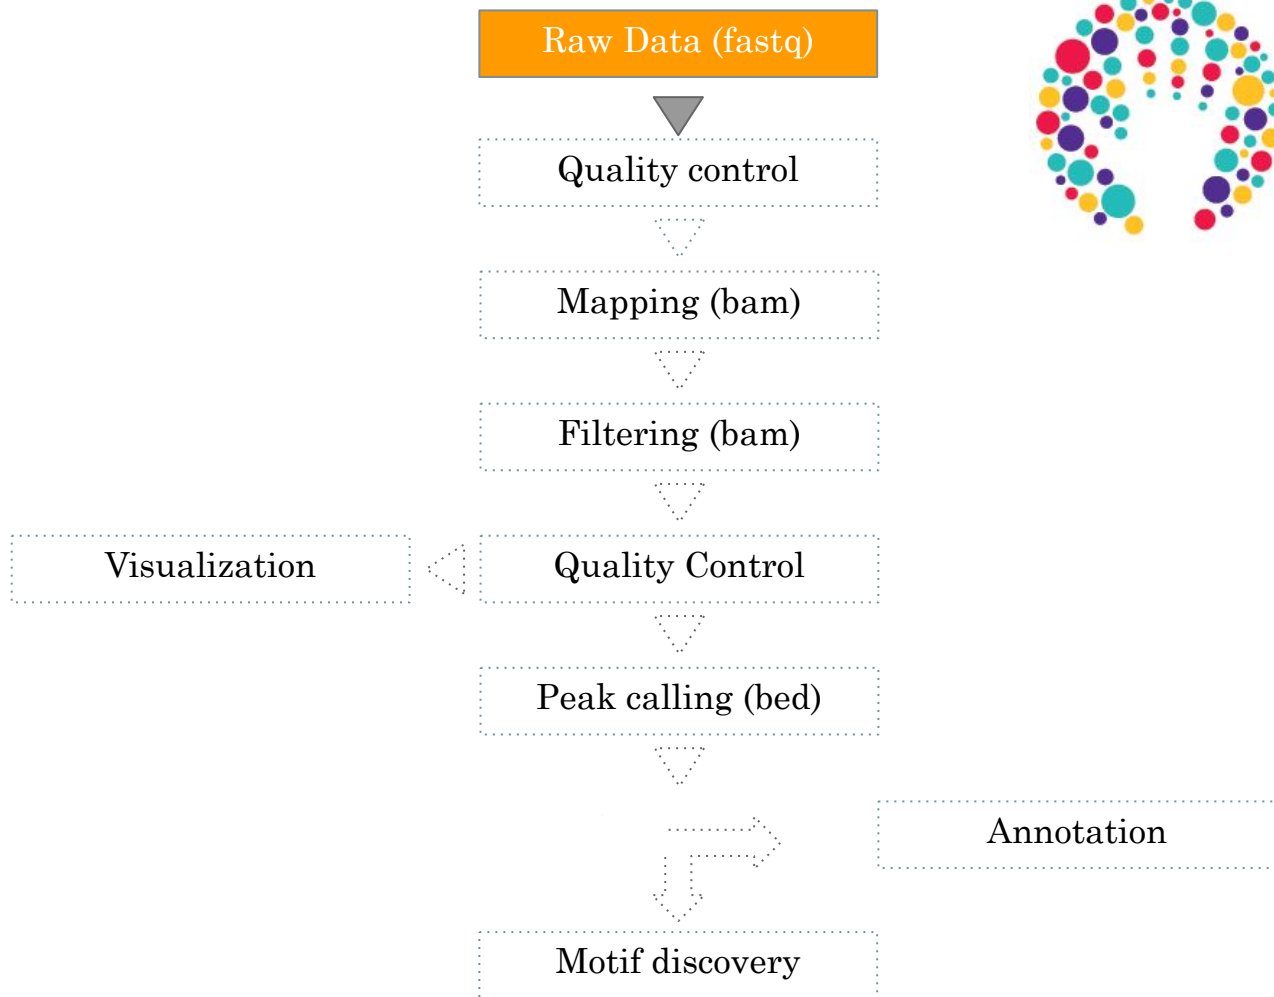 Raw Data (fastq)
Quality control
Mapping (bam)
Filtering (bam)
Visualization
Quality Control
Peak calling (bed)
Annotation
Motif discovery